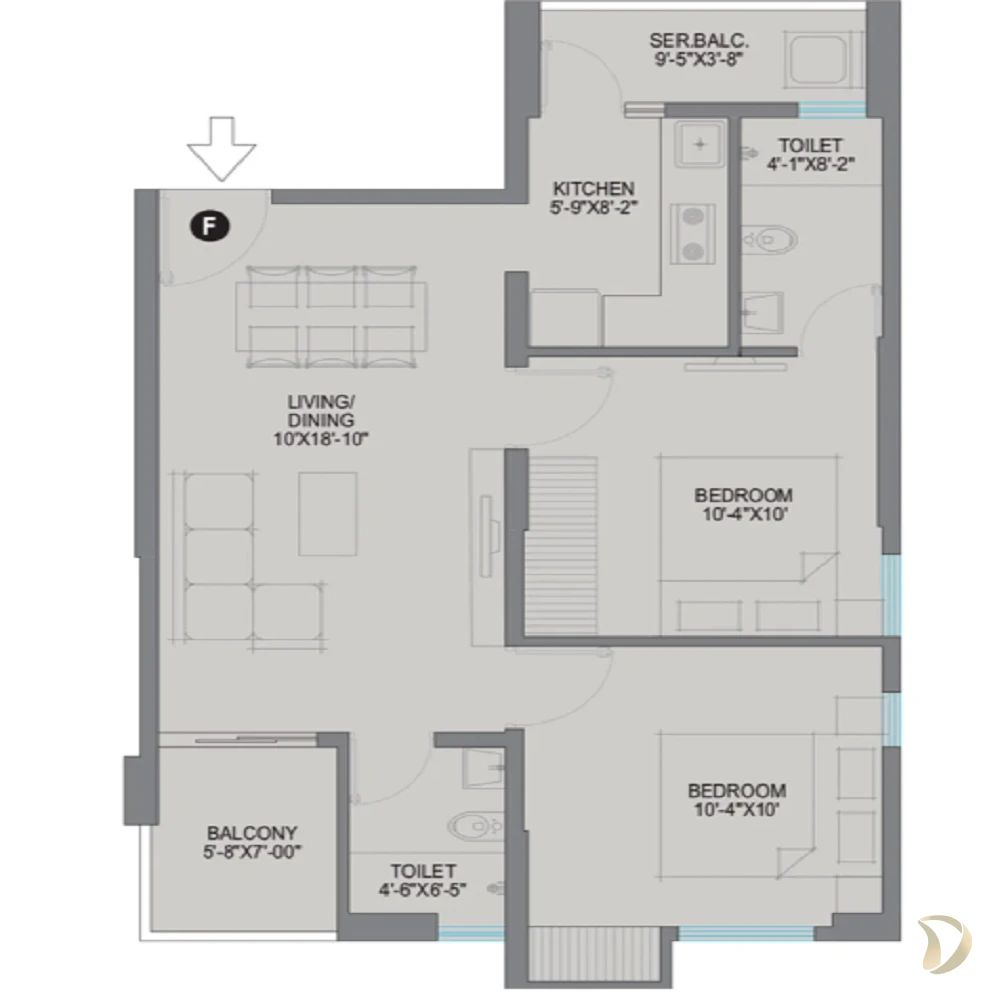 SER.BALC.
9'-5"X3'-8"
TOILET
4'-1"X8'-2"
KITCHEN
5'-9"X8'-2"
F
LIVING/
DINING
10'X18'-10"
BEDROOM
10'-4"X10'
BEDROOM
10'-4"X10'
BALCONY
5'-8"X7'-00"
TOILET
4'-6"X6'-5"